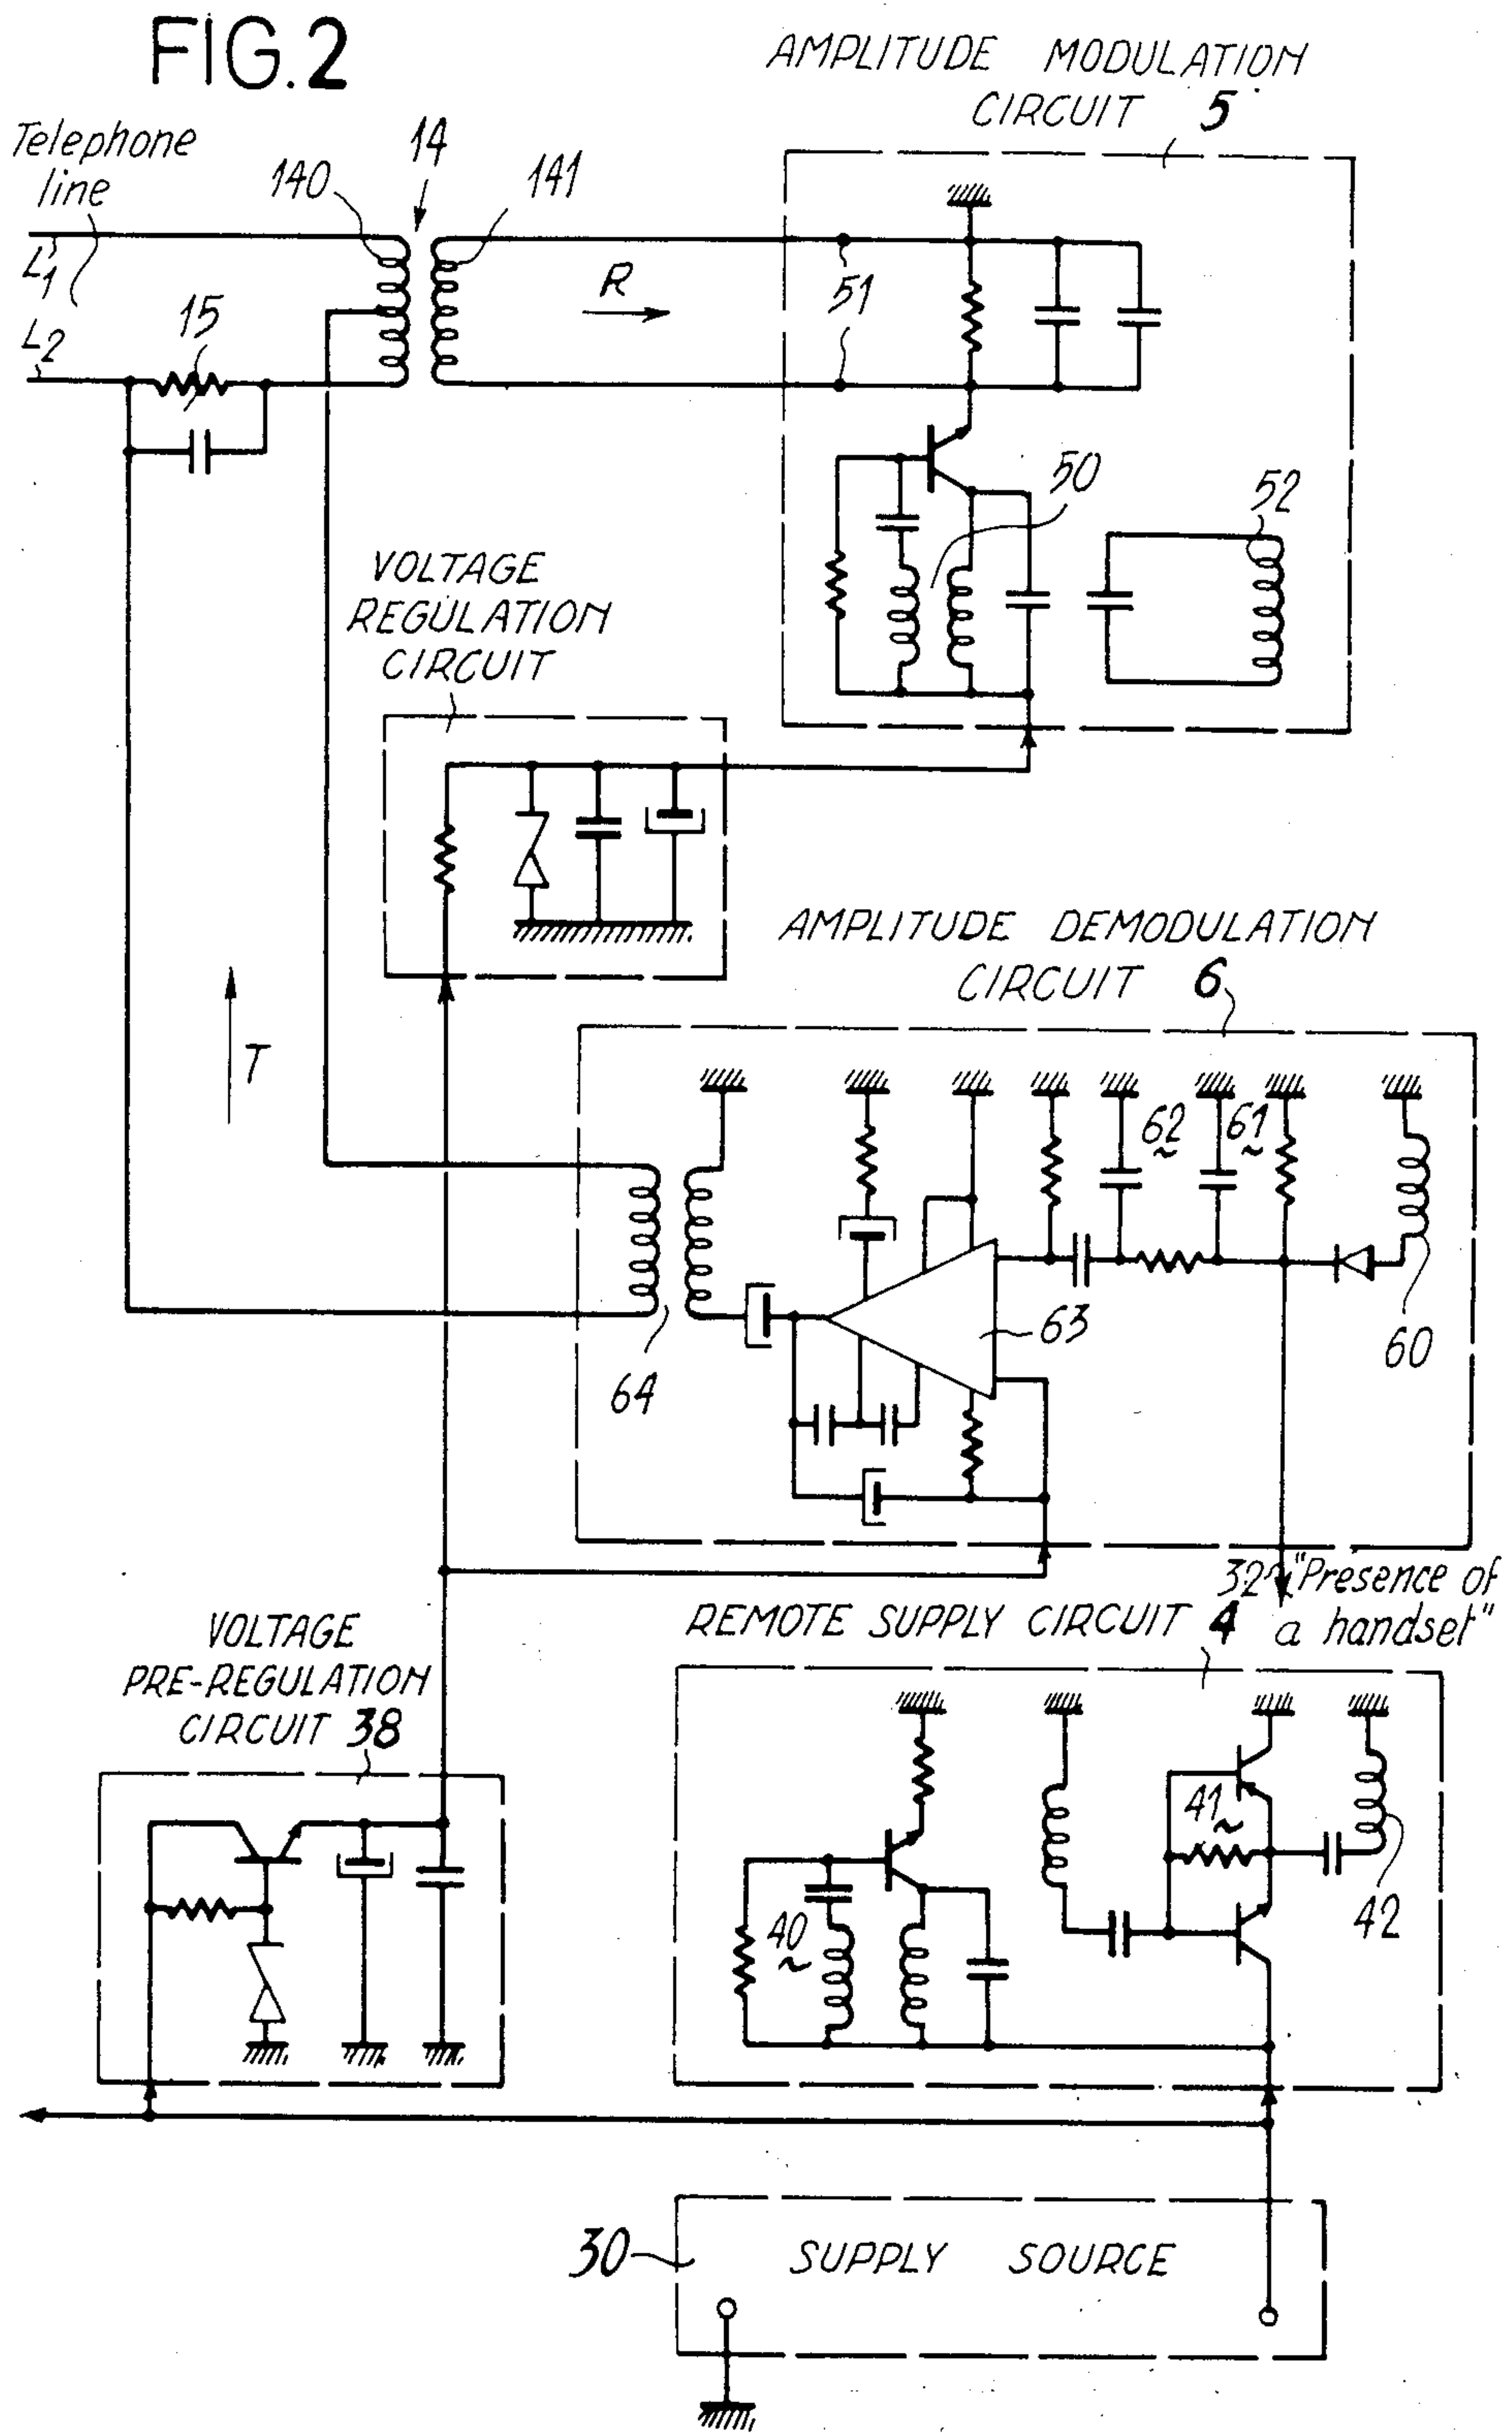 FIG.2
AMPLITUDE MODULATION
CIRCUIT 5
Telephone
line
14
140
141
L1
R
51
15
L2
50
52
VOLTAGE
REGULATION
CIRCUIT
AMPLITUDE DEMODULATION
CIRCUIT 6
T
62
61
63
60
64
32 "Presence of
a handset"
REMOTE SUPPLY CIRCUIT 4
VOLTAGE
PRE-REGULATION
CIRCUIT 38
41
40
42
30
SUPPLY SOURCE